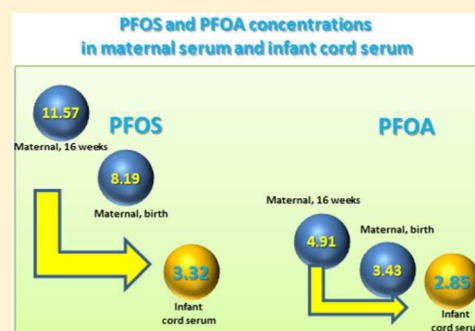 PFOS and PFOA concentrations
in maternal serum and infant cord serum
11.57
PFOS
Maternal, 16 weeks
8.19
Maternal, birth
3.32
Infant
cord serum
PFOA
Maternal, 16 weeks
4.91
Maternal, birth
3.43
2.85
Infant
cord seru